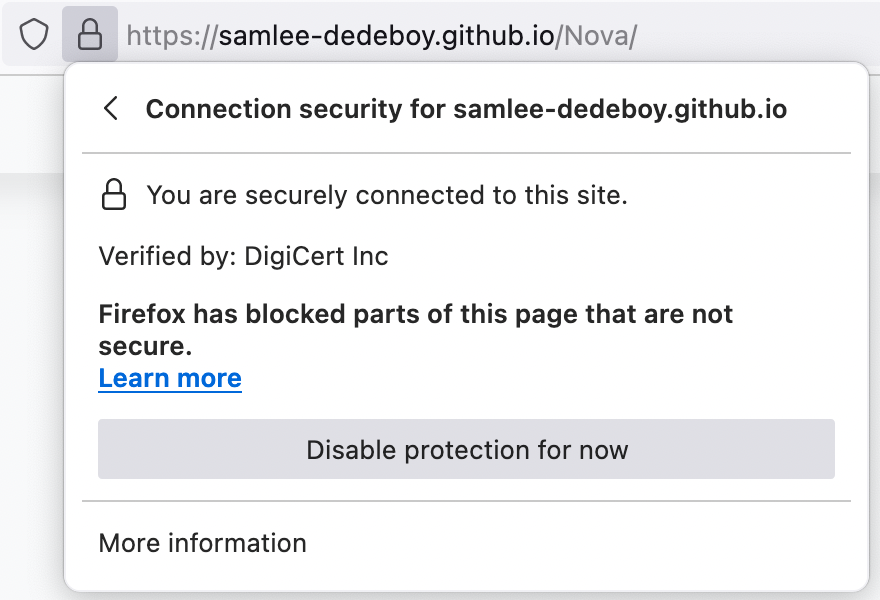 https://samlee-dedeboy.github.io/Nova/
Connection security for samlee-dedeboy.github.io
You are securely connected to this site.
Verified by: DigiCert Inc
Firefox has blocked parts of this page that are not
secure.
Learn more
Disable protection for now
More information